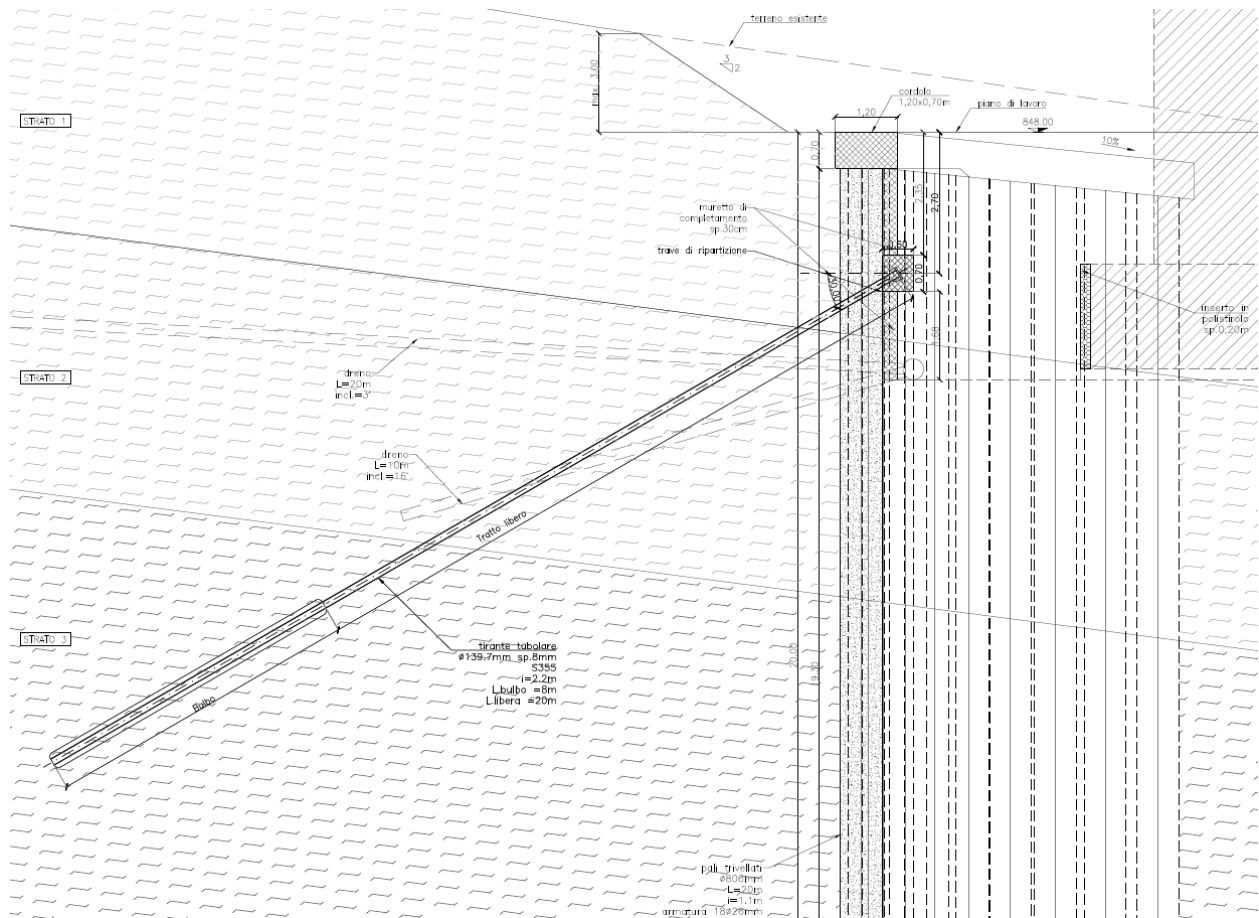 terreno esistente
3
2
max. 3.00
STRATO 1
cordolo
1,20x0,70m
1,20
piano di lavoro
848.00
10%
0,70
2,35
2,70
muretto di
completamento
sp.30cm
trave di ripartizione
0,70
inserto in
polistirolo
sp.0,20m
dreno
L=20m
incl.=3°
STRATO 2
dreno
L=10m
incl.=16°
Tratto libero
STRATO 3
tirante tubolare
ø139.7mm sp.8mm
S355
i=2.2m
L.bulbo =8m
L.libera =20m
Bulbo
20,00
pali trivellati
ø800mm
L=20m
i=1.1m
armatura 18ø26mm